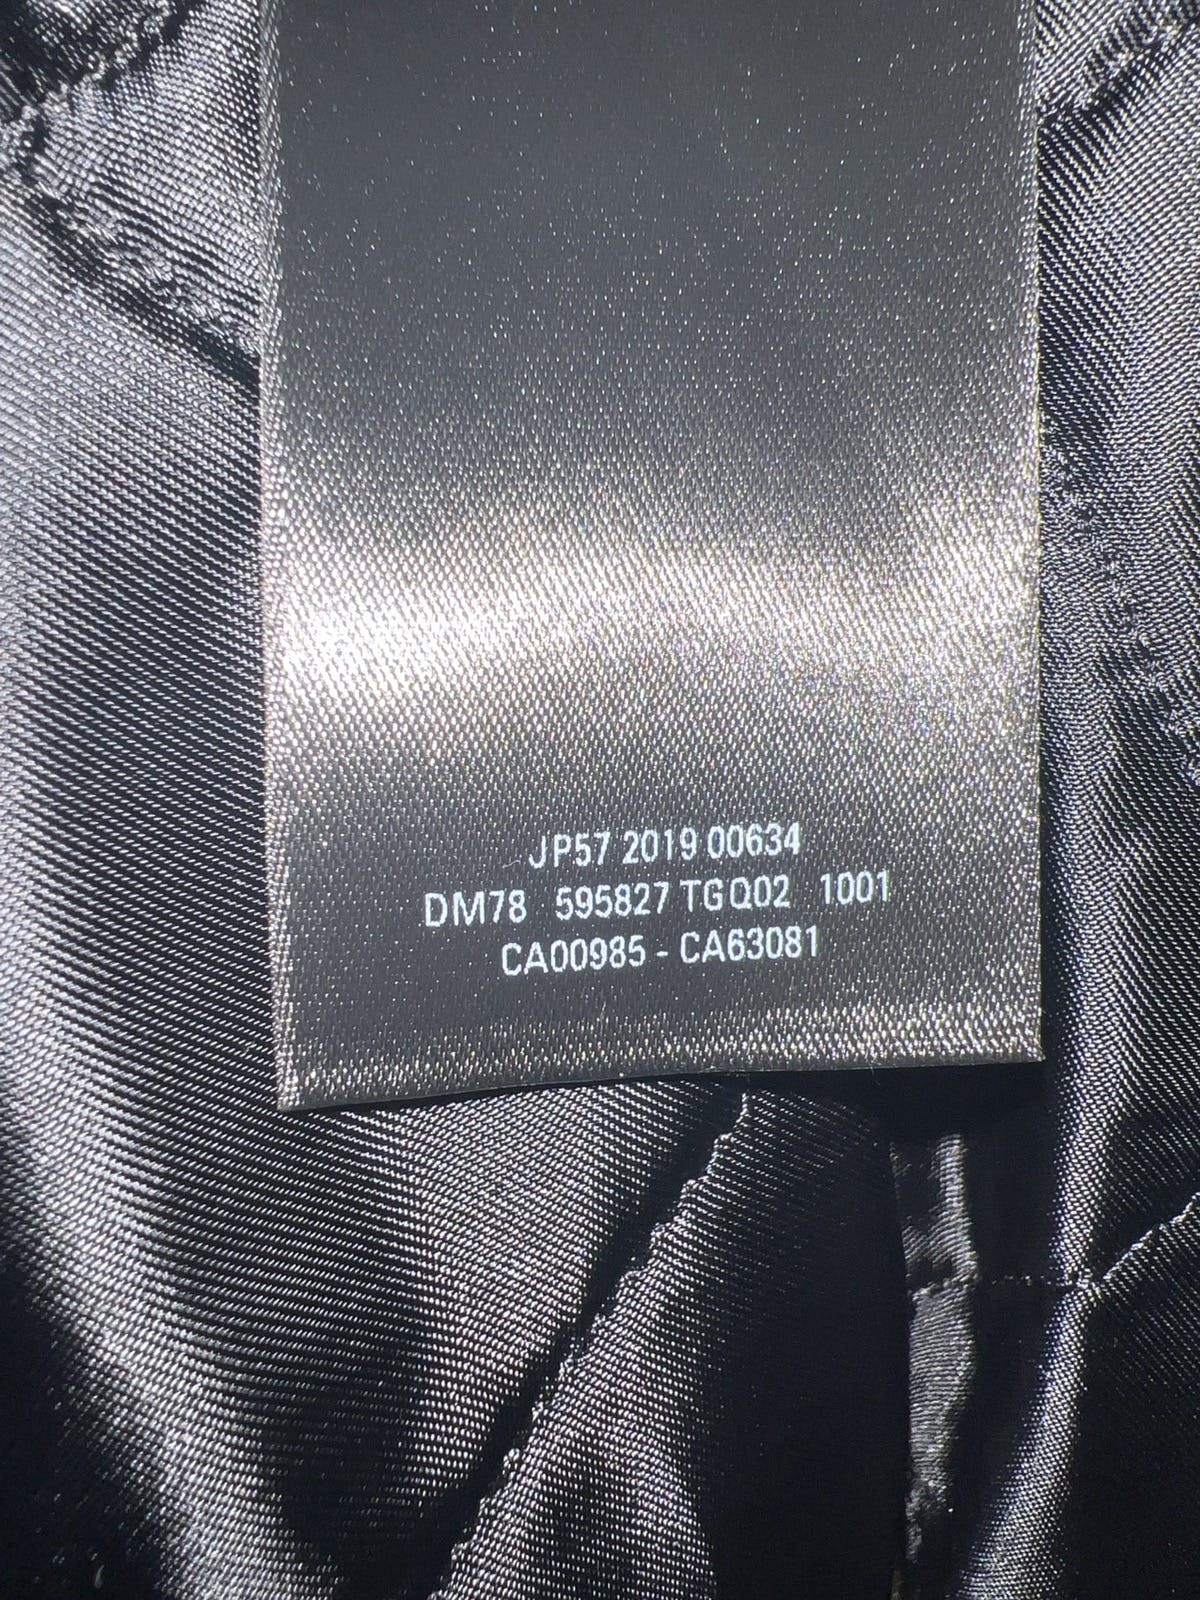 JP57 2019 00634
DM78 595827 TGQ02 1001
CA00985 - CA63081